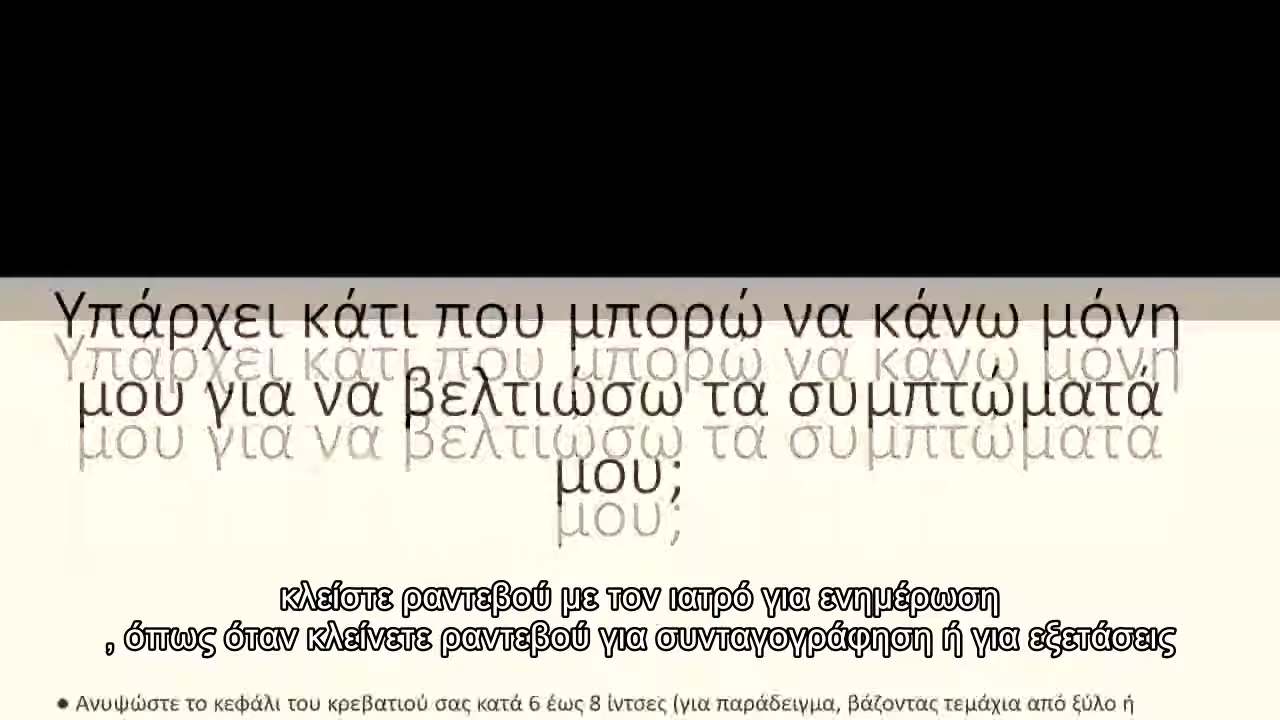 Υπάρχει κάτι που μπορώ να κάνω μόνη
μου για να βελτιώσω τα συμπτώματά
μου;
κλείστε ραντεβού με τον ιατρό για ενημέρωση
, όπως όταν κλείνετε ραντεβού για συνταγογράφηση ή για εξετάσεις
● Ανυψώστε το κεφάλι του κρεβατιού σας κατά 6 έως 8 ίντσες (για παράδειγμα, βάζοντας τεμάχια από ξύλο ή